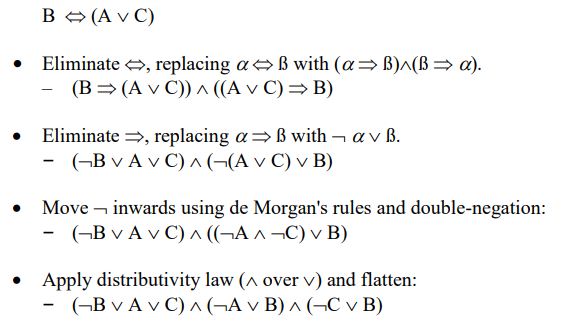 B ⇔ (A ∨ C)
• Eliminate ⇔, replacing α ⇔ ß with (α ⇒ ß)∧(ß ⇒ α).
– (B ⇒ (A ∨ C)) ∧ ((A ∨ C) ⇒ B)
• Eliminate ⇒, replacing α ⇒ ß with ¬ α ∨ ß.
– (¬B ∨ A ∨ C) ∧ (¬(A ∨ C) ∨ B)
• Move ¬ inwards using de Morgan's rules and double-negation:
– (¬B ∨ A ∨ C) ∧ ((¬A ∧ ¬C) ∨ B)
• Apply distributivity law (∧ over ∨) and flatten:
– (¬B ∨ A ∨ C) ∧ (¬A ∨ B) ∧ (¬C ∨ B)